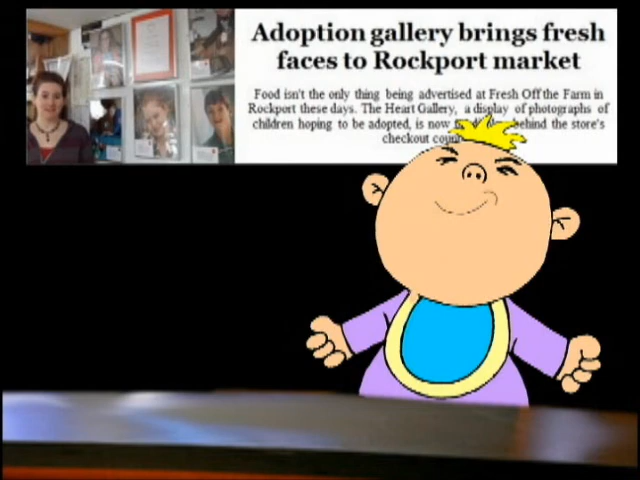 Adoption gallery brings fresh
faces to Rockport market
Food isn't the only thing being advertised at Fresh Off the Farm in
Rockport these days. The Heart Gallery, a display of photographs of
children hoping to be adopted, is now behind the store's
checkout